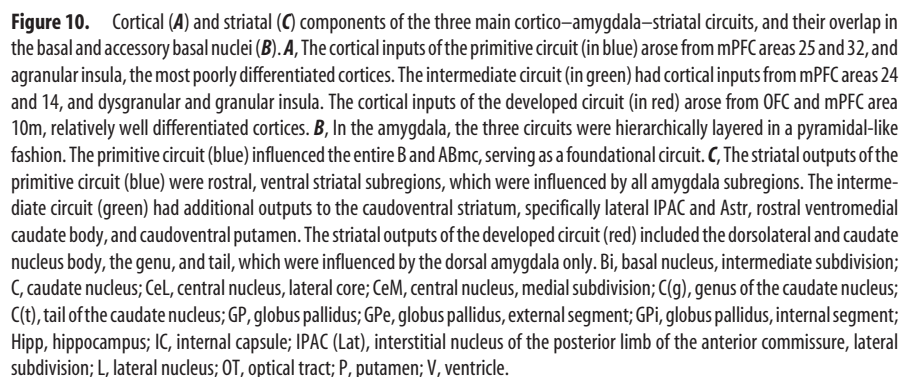 Figure 10. Cortical (A) and striatal (C) components of the three main cortico–amygdala–striatal circuits, and their overlap in
the basal and accessory basal nuclei (B). A, The cortical inputs of the primitive circuit (in blue) arose from mPFC areas 25 and 32, and
agranular insula, the most poorly differentiated cortices. The intermediate circuit (in green) had cortical inputs from mPFC areas 24
and 14, and dysgranular and granular insula. The cortical inputs of the developed circuit (in red) arose from OFC and mPFC area
10m, relatively well differentiated cortices. B, In the amygdala, the three circuits were hierarchically layered in a pyramidal-like
fashion. The primitive circuit (blue) influenced the entire B and ABmc, serving as a foundational circuit. C, The striatal outputs of the
primitive circuit (blue) were rostral, ventral striatal subregions, which were influenced by all amygdala subregions. The interme-
diate circuit (green) had additional outputs to the caudoventral striatum, specifically lateral IPAC and Astr, rostral ventromedial
caudate body, and caudoventral putamen. The striatal outputs of the developed circuit (red) included the dorsolateral and caudate
nucleus body, the genu, and tail, which were influenced by the dorsal amygdala only. Bi, basal nucleus, intermediate subdivision;
C, caudate nucleus; CeL, central nucleus, lateral core; CeM, central nucleus, medial subdivision; C(g), genus of the caudate nucleus;
C(t), tail of the caudate nucleus; GP, globus pallidus; GPe, globus pallidus, external segment; GPi, globus pallidus, internal segment;
Hipp, hippocampus; IC, internal capsule; IPAC (Lat), interstitial nucleus of the posterior limb of the anterior commissure, lateral
subdivision; L, lateral nucleus; OT, optical tract; P, putamen; V, ventricle.